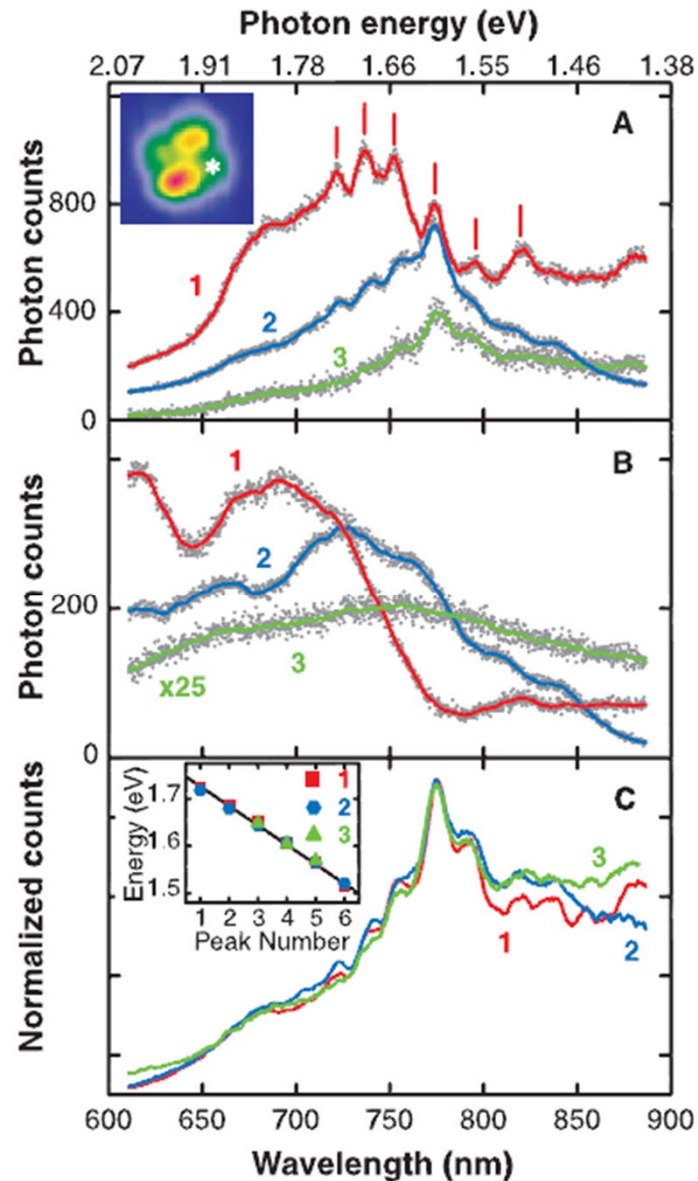 Photon energy (eV)
2.07 1.91 1.78 1.66 1.55 1.46 1.38
A
*
800
400
0
Photon counts
1
2
3
B
200
0
Photon counts
1
2
3
x25
C
Normalized counts
Energy (eV)
1.7
1.6
1.5
1
2
3
1 2 3 4 5 6
Peak Number
3
1
2
600 650 700 750 800 850 900
Wavelength (nm)